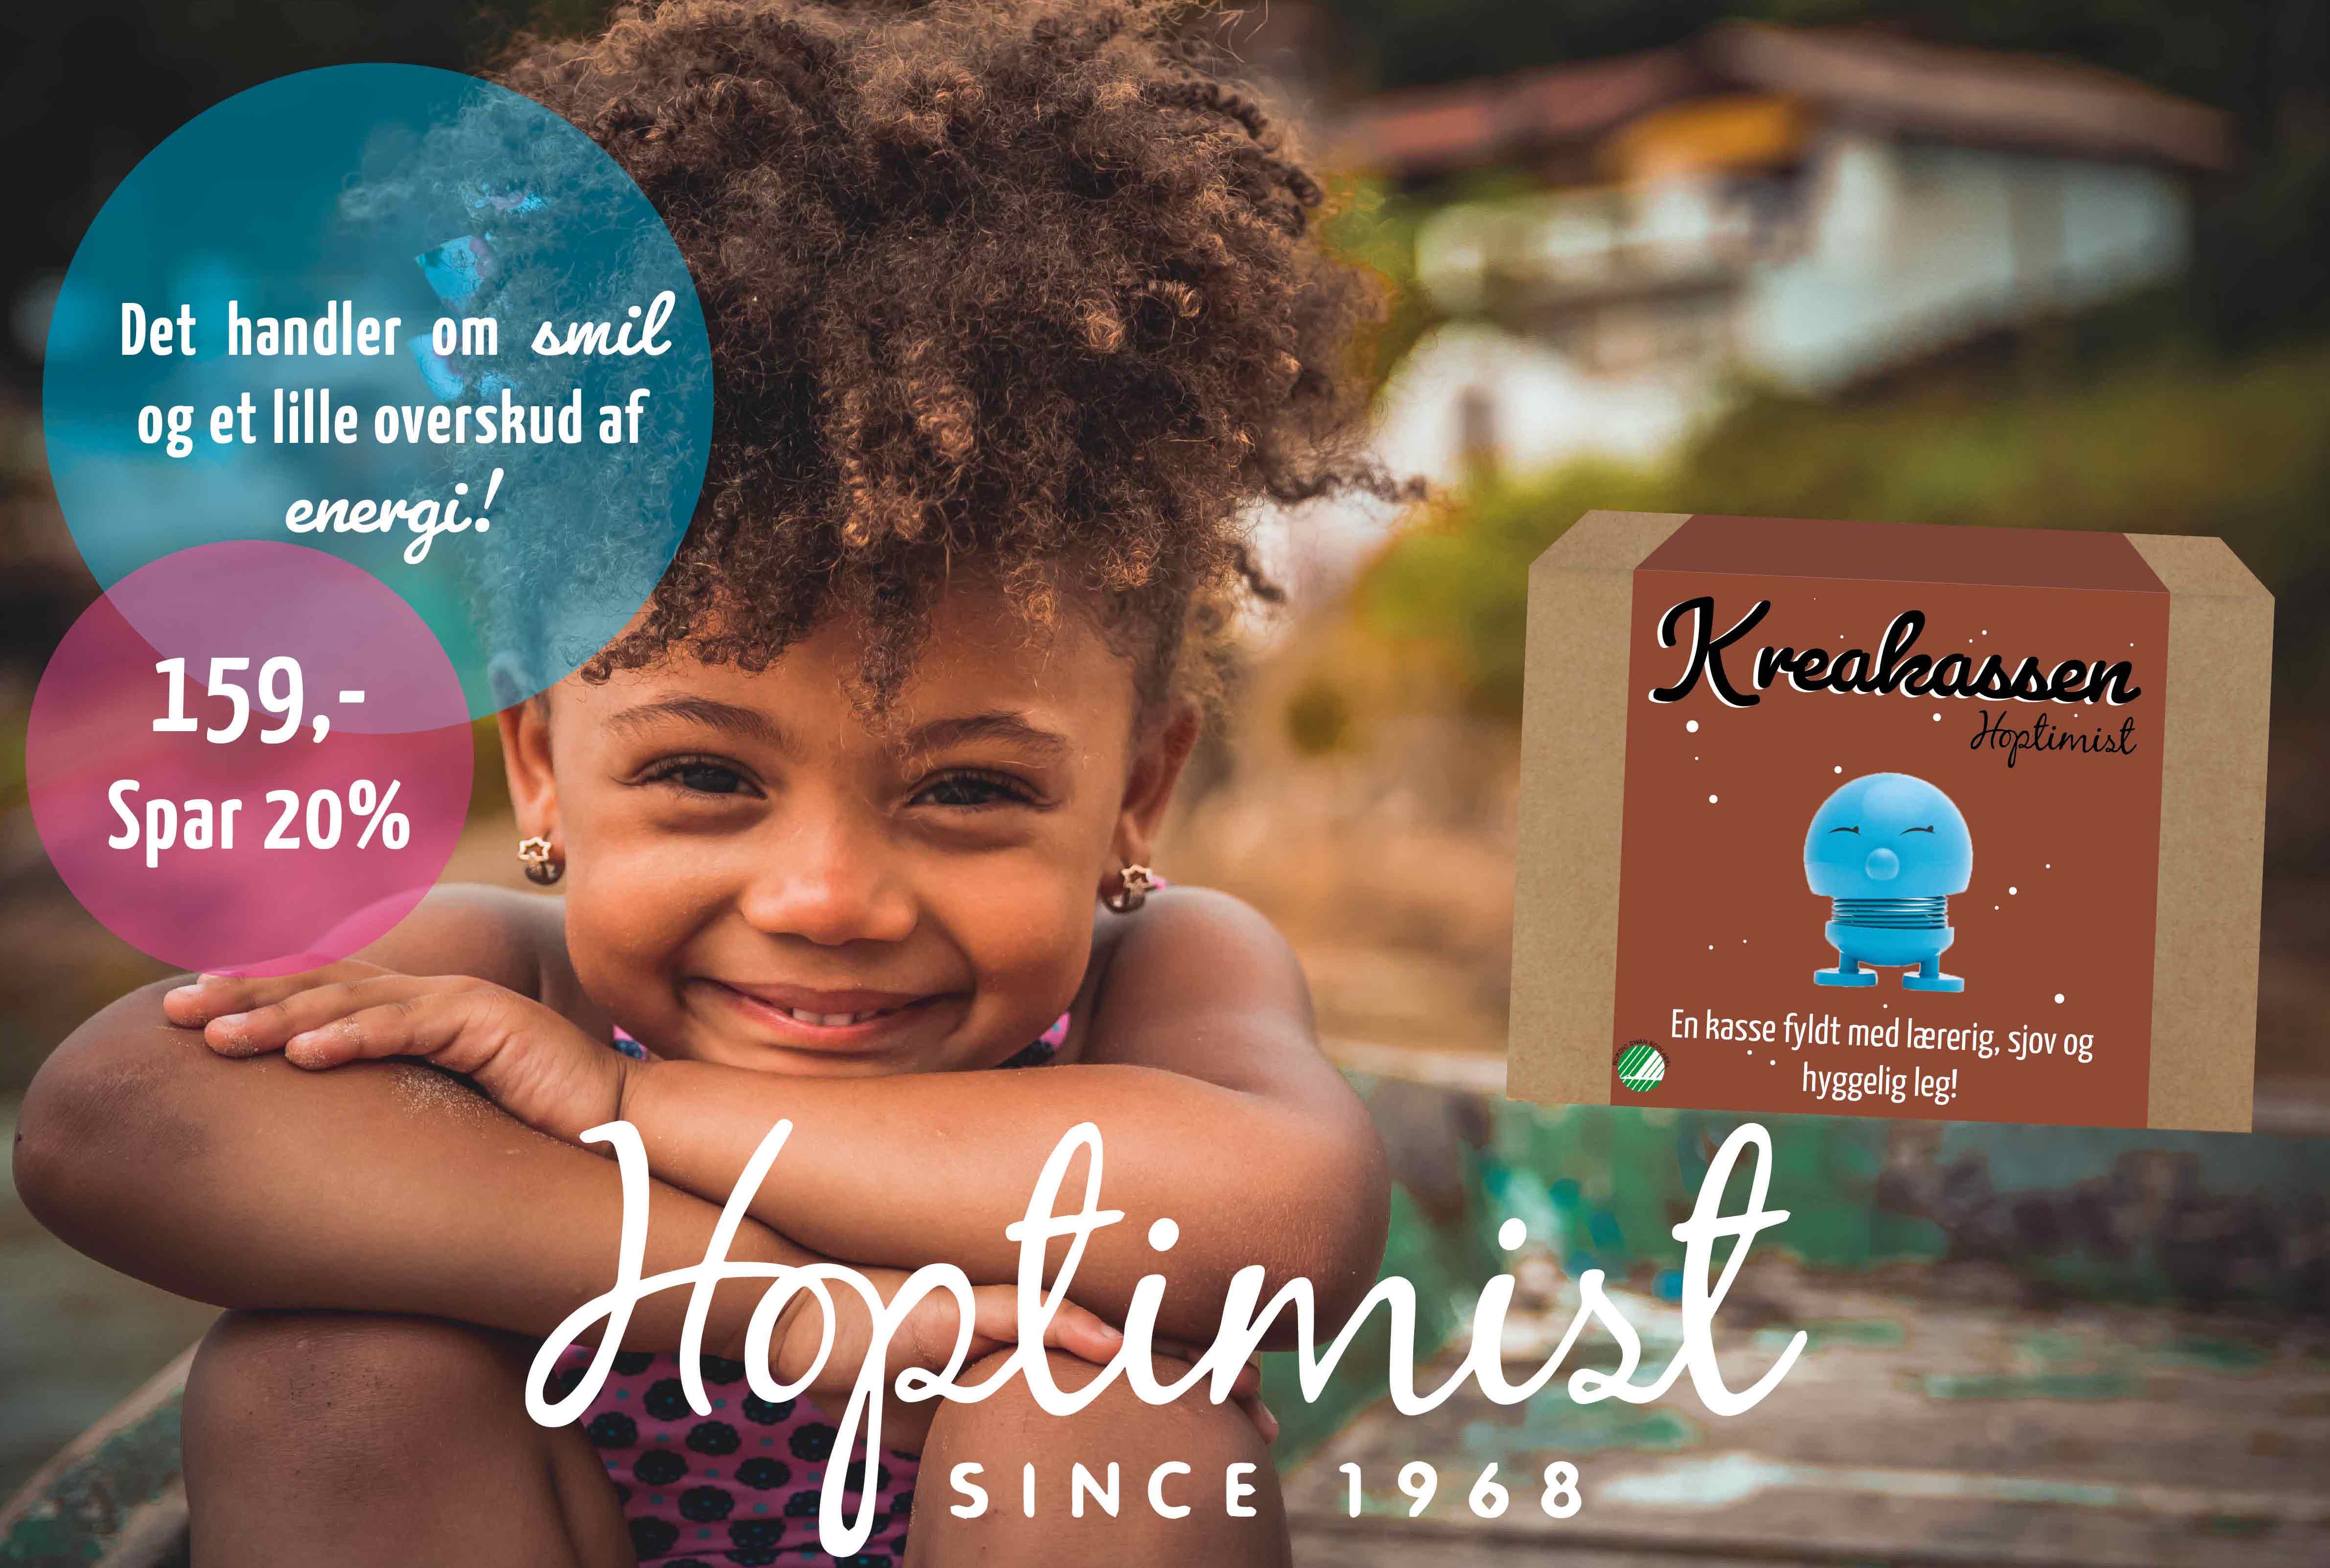 Det handler om smil
og et lille overskud af
energi!
159,-
Spar 20%
Kreakassen
Hoptimist
En kasse fyldt med lærerig, sjov og
hyggelig leg!
Hoptimist
SINCE 1968